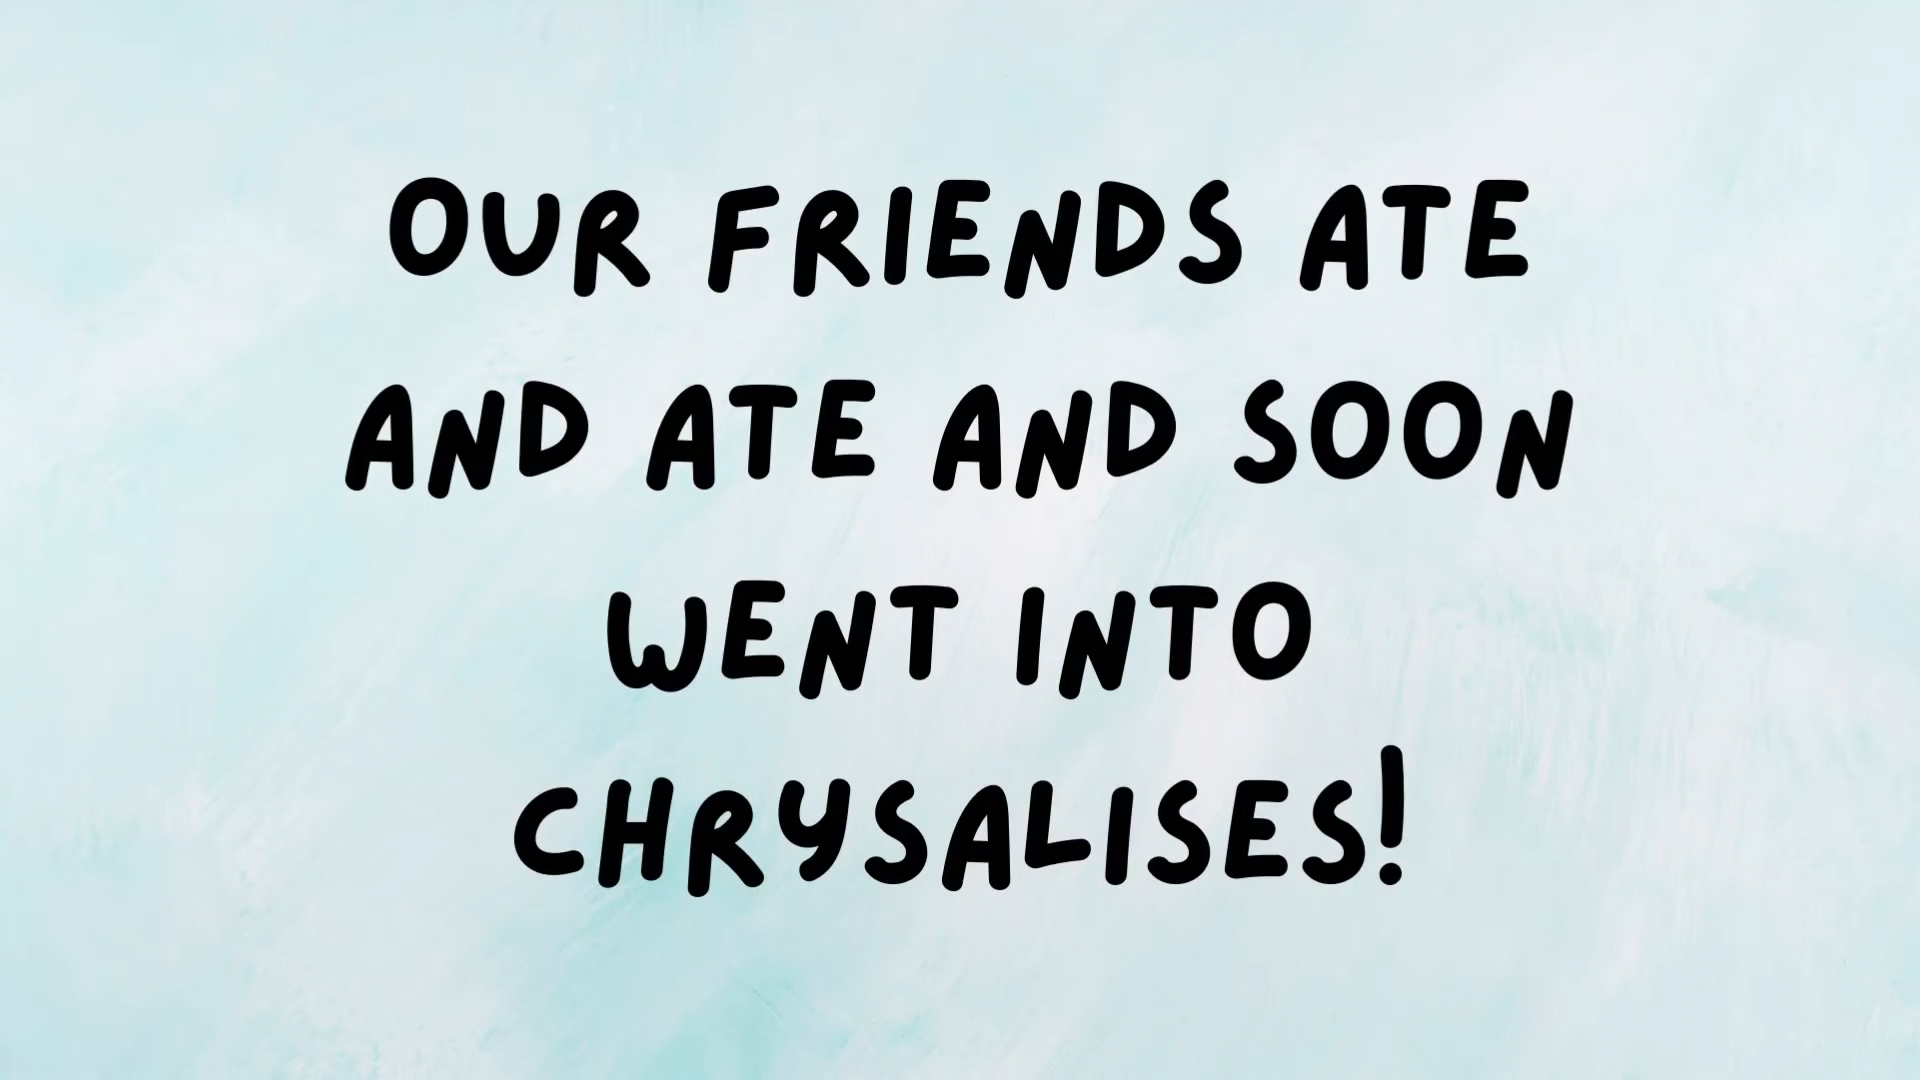 OUR FRIENDS ATE
AND ATE AND SOON
WENT INTO
CHRYSALISES!